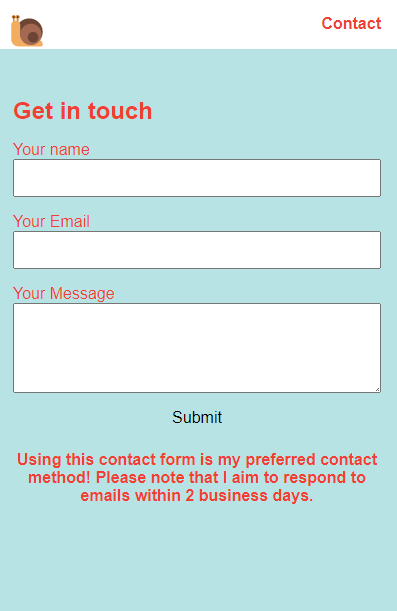 Contact
Get in touch
Your name
Your Email
Your Message
Submit
Using this contact form is my preferred contact
method! Please note that I aim to respond to
emails within 2 business days.